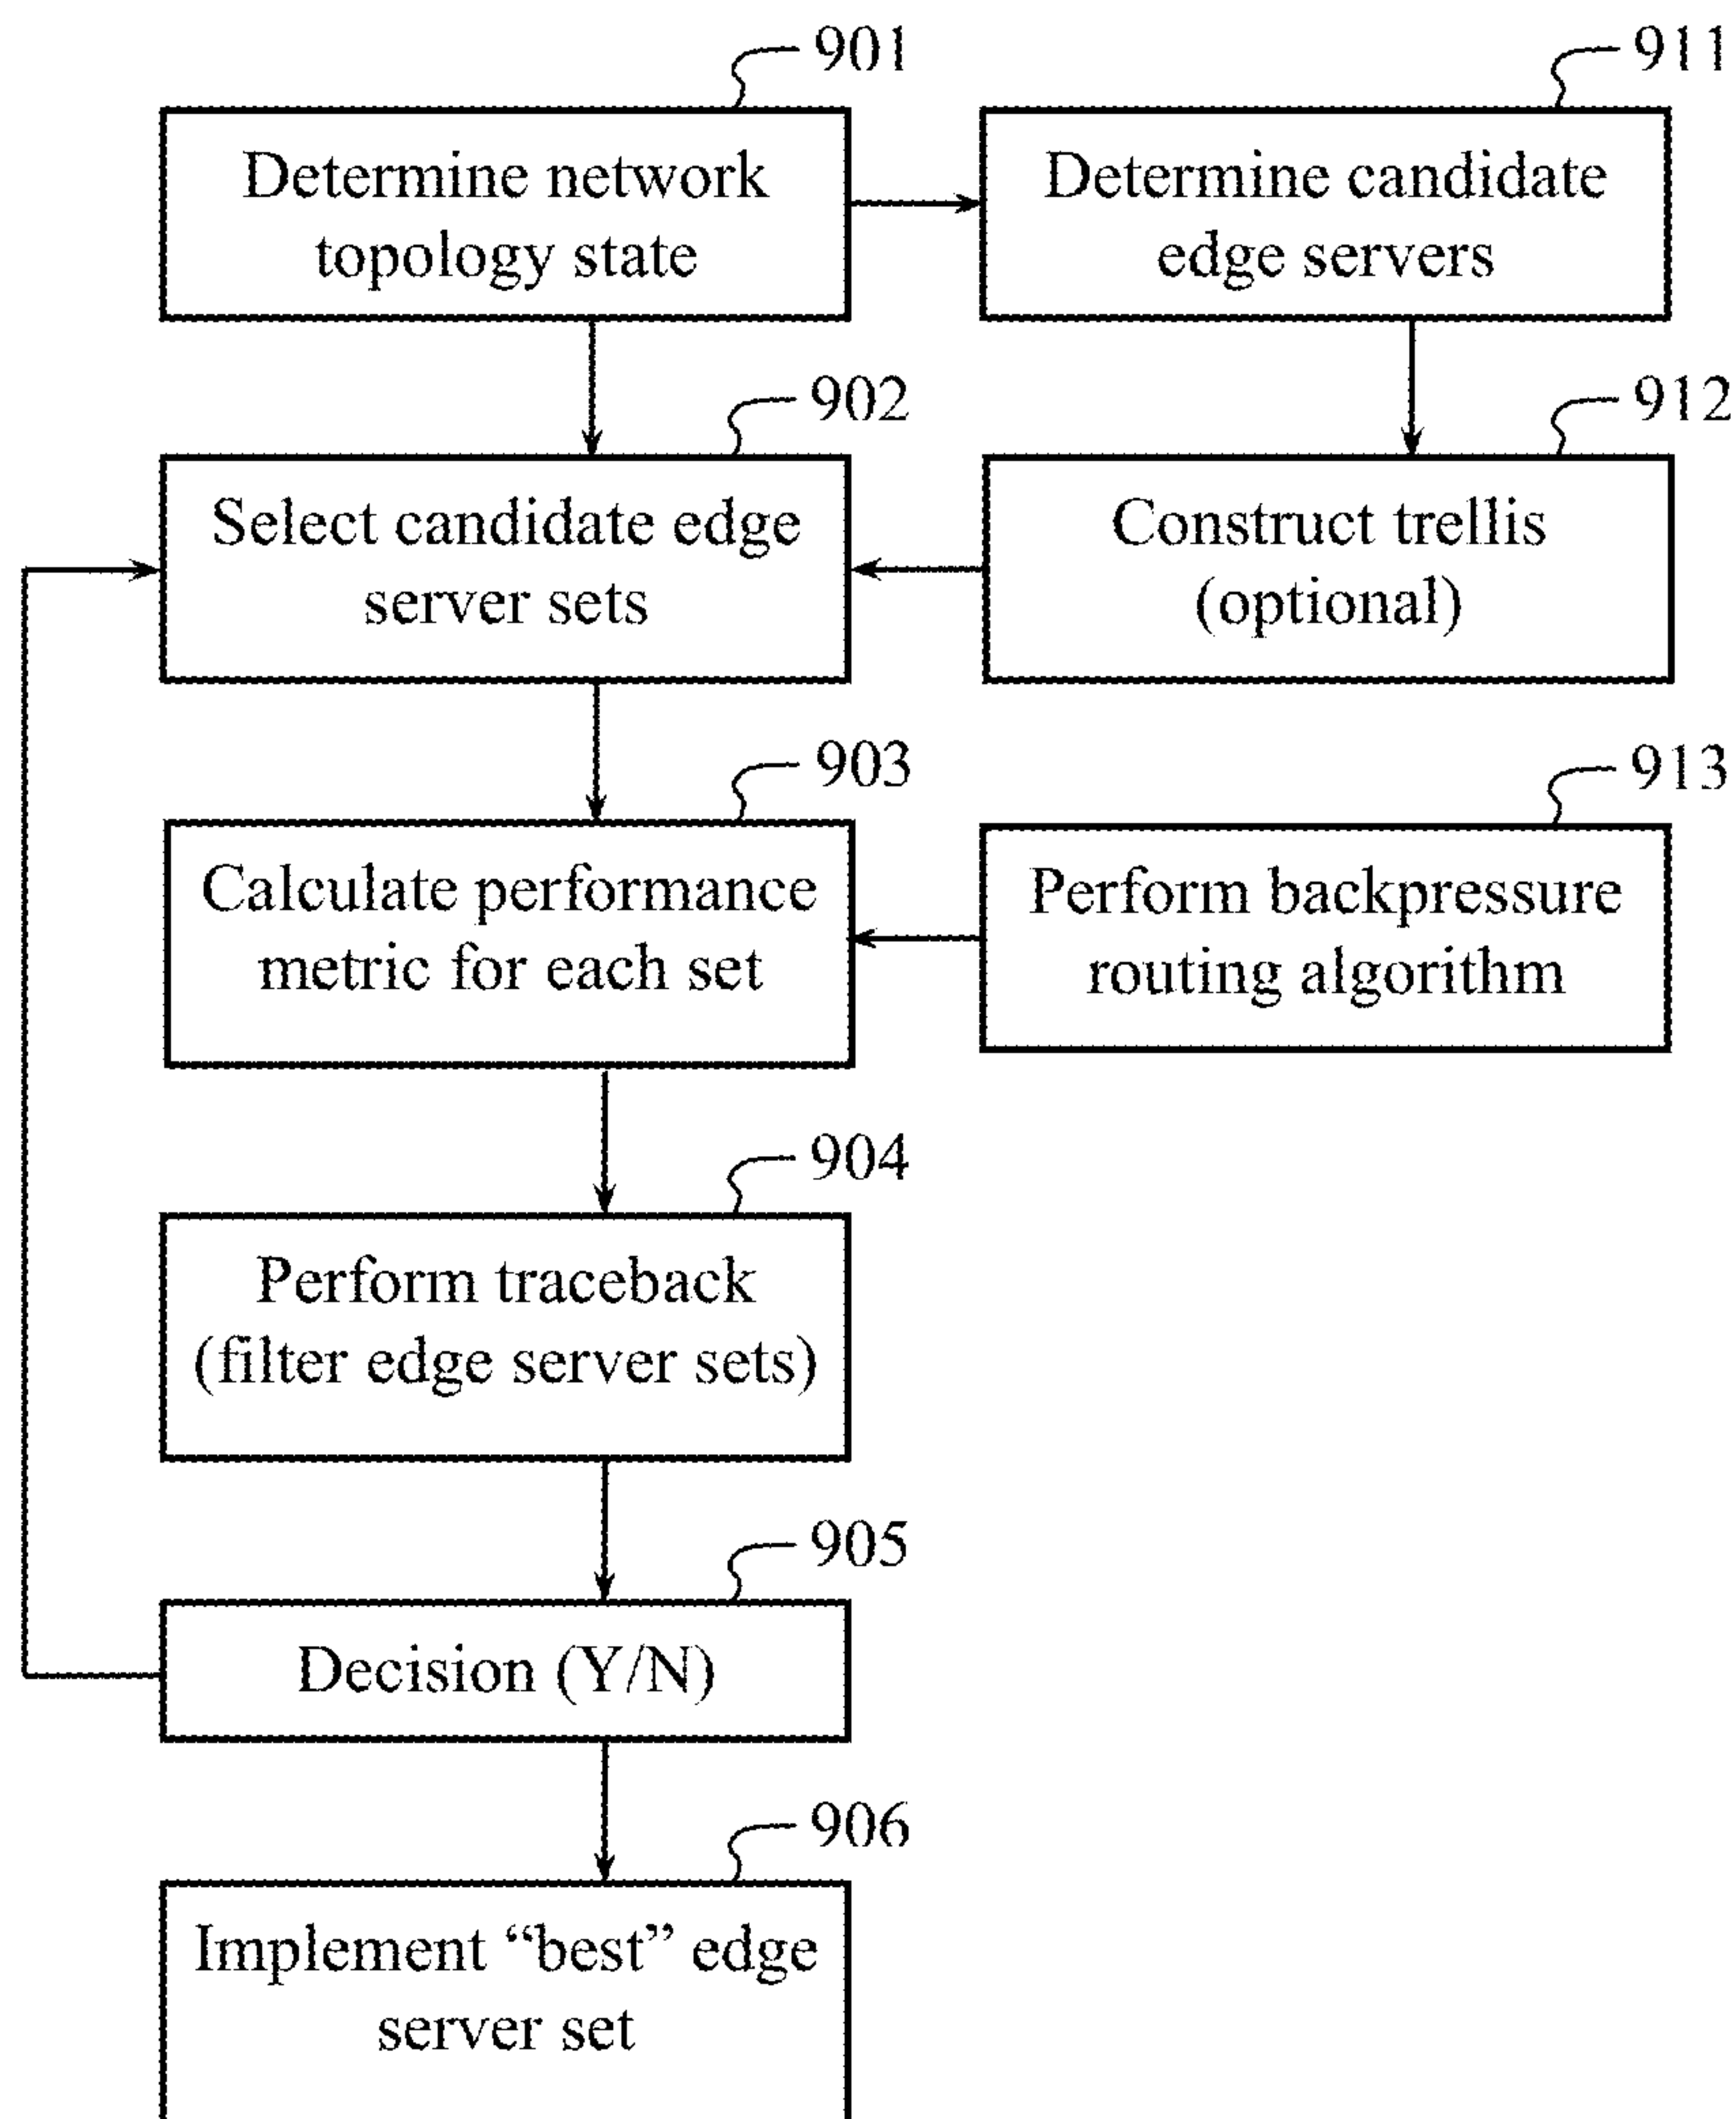 901
Determine network
topology state
911
Determine candidate
edge servers
902
Select candidate edge
server sets
912
Construct trellis
(optional)
903
Calculate performance
metric for each set
913
Perform backpressure
routing algorithm
904
Perform traceback
(filter edge server sets)
905
Decision (Y/N)
906
Implement “best” edge
server set